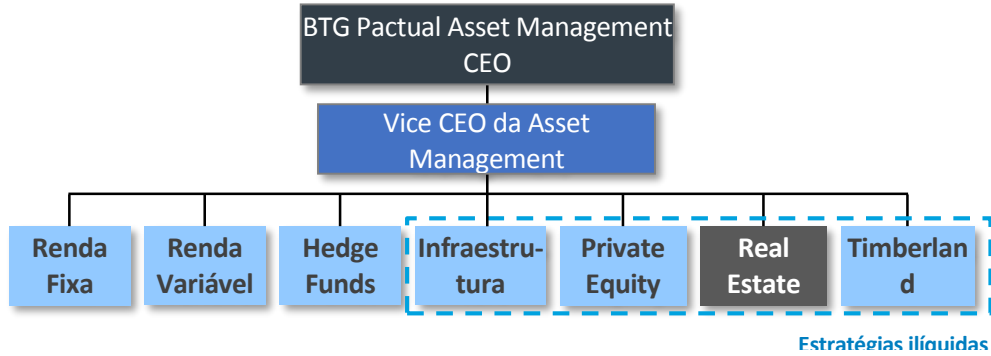 BTG Pactual Asset Management
CEO
Vice CEO da Asset
Management
Renda
Fixa
Renda
Variável
Hedge
Funds
Infraestru-
tura
Private
Equity
Real
Estate
Timberlan
d
Estratégias ilíquidas